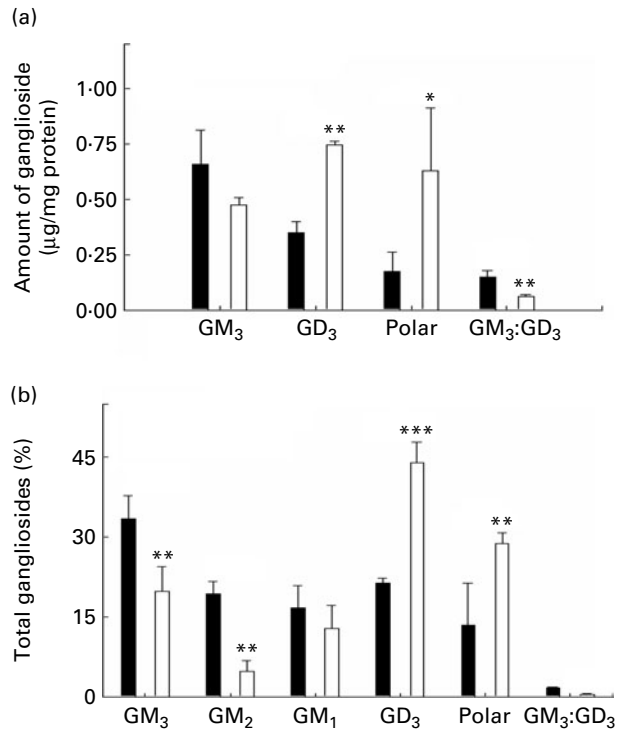 (a)
Amount of ganglioside
(µg/mg protein)
1·00
0·75
0·50
0·25
0·00
**
*
**
GM₃ GD₃ Polar GM₃:GD₃
(b)
Total gangliosides (%)
45
30
15
0
**
**
***
**
GM₃ GM₂ GM₁ GD₃ Polar GM₃:GD₃